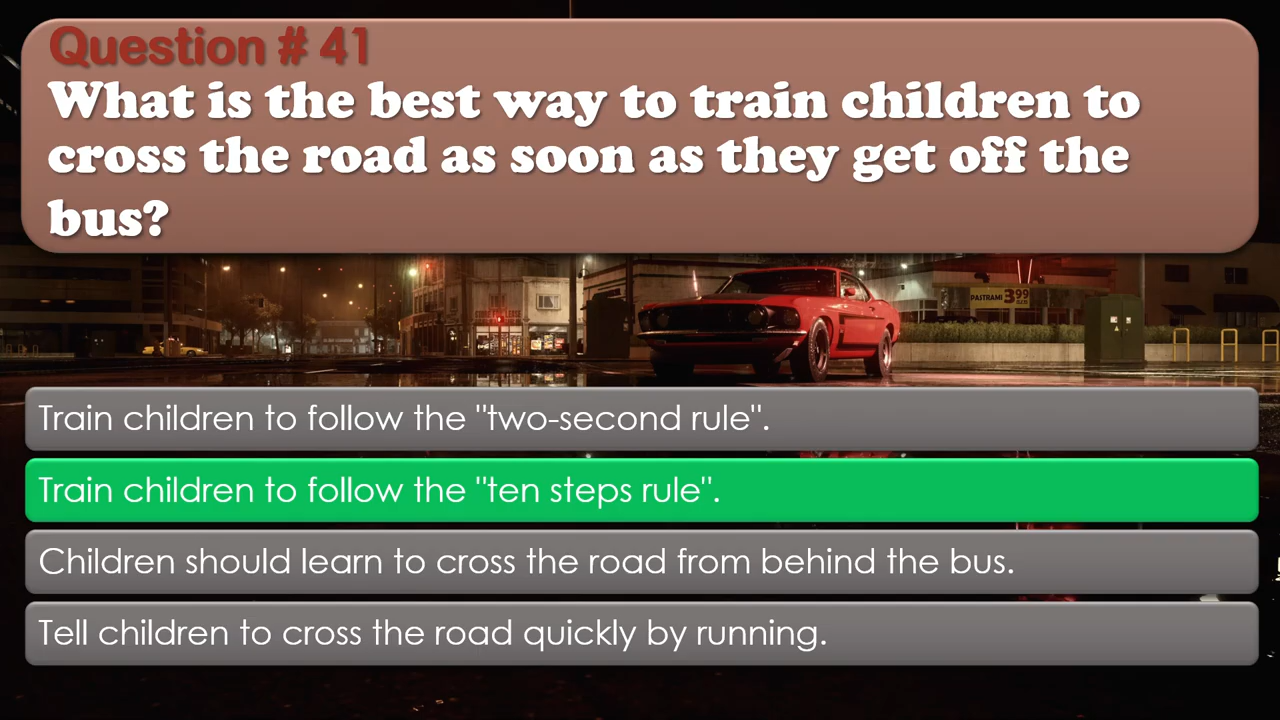 Question # 41
What is the best way to train children to
cross the road as soon as they get off the
bus?
PASTRAMI 3.99
Train children to follow the "two-second rule".
Train children to follow the "ten steps rule".
Children should learn to cross the road from behind the bus.
Tell children to cross the road quickly by running.